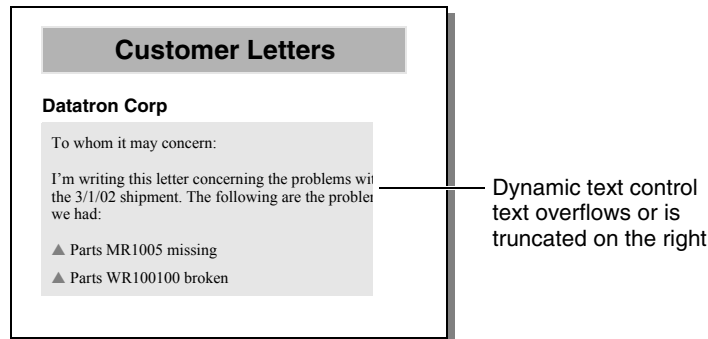 Customer Letters
Datatron Corp
To whom it may concern:
I'm writing this letter concerning the problems wit
the 3/1/02 shipment. The following are the probler
we had:
▲ Parts MR1005 missing
▲ Parts WR100100 broken
Dynamic text control
text overflows or is
truncated on the right